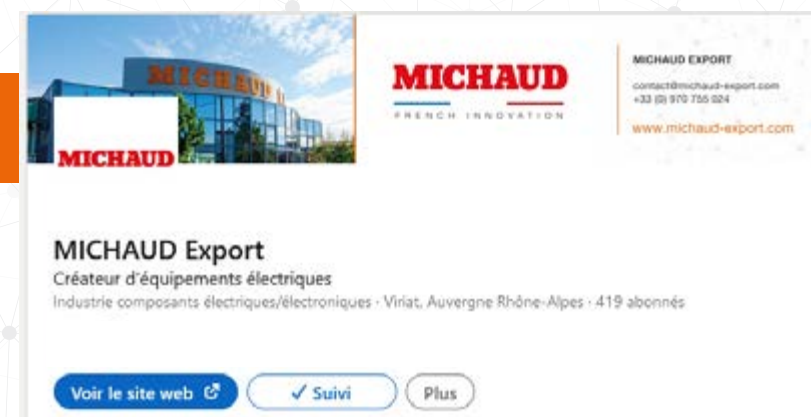 MICHAUD
MICHAUD
MICHAUD
FRENCH INNOVATION
MICHAUD EXPORT
contact@michaud-export.com
+33 (0) 970 755 024
www.michaud-export.com
MICHAUD Export
Créateur d'équipements électriques
Industrie composants électriques/électroniques · Viriat, Auvergne Rhône-Alpes · 419 abonnés
Voir le site web
Suivi
Plus